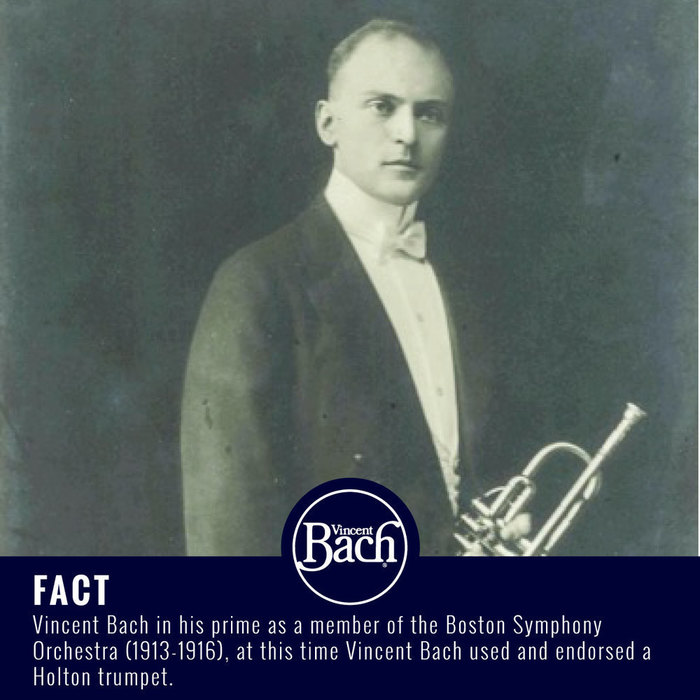 Vincent
Bach®
FACT
Vincent Bach in his prime as a member of the Boston Symphony
Orchestra (1913-1916), at this time Vincent Bach used and endorsed a
Holton trumpet.